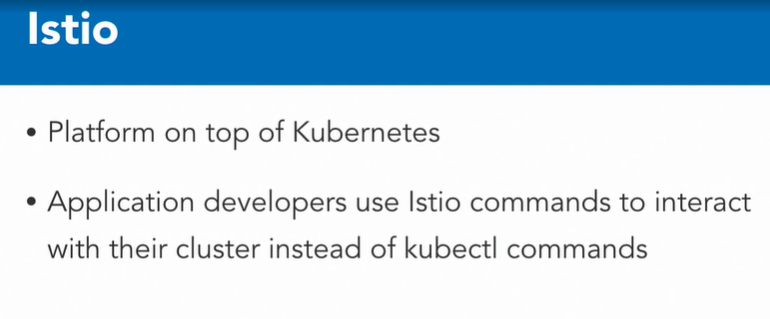 Istio
• Platform on top of Kubernetes
• Application developers use Istio commands to interact
with their cluster instead of kubectl commands